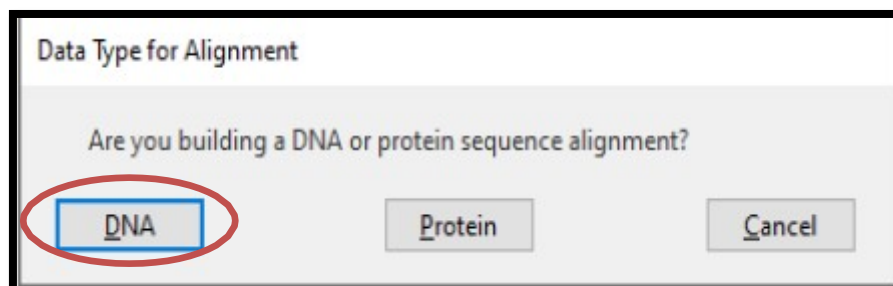 Data Type for Alignment
Are you building a DNA or protein sequence alignment?
DNA Protein Cancel